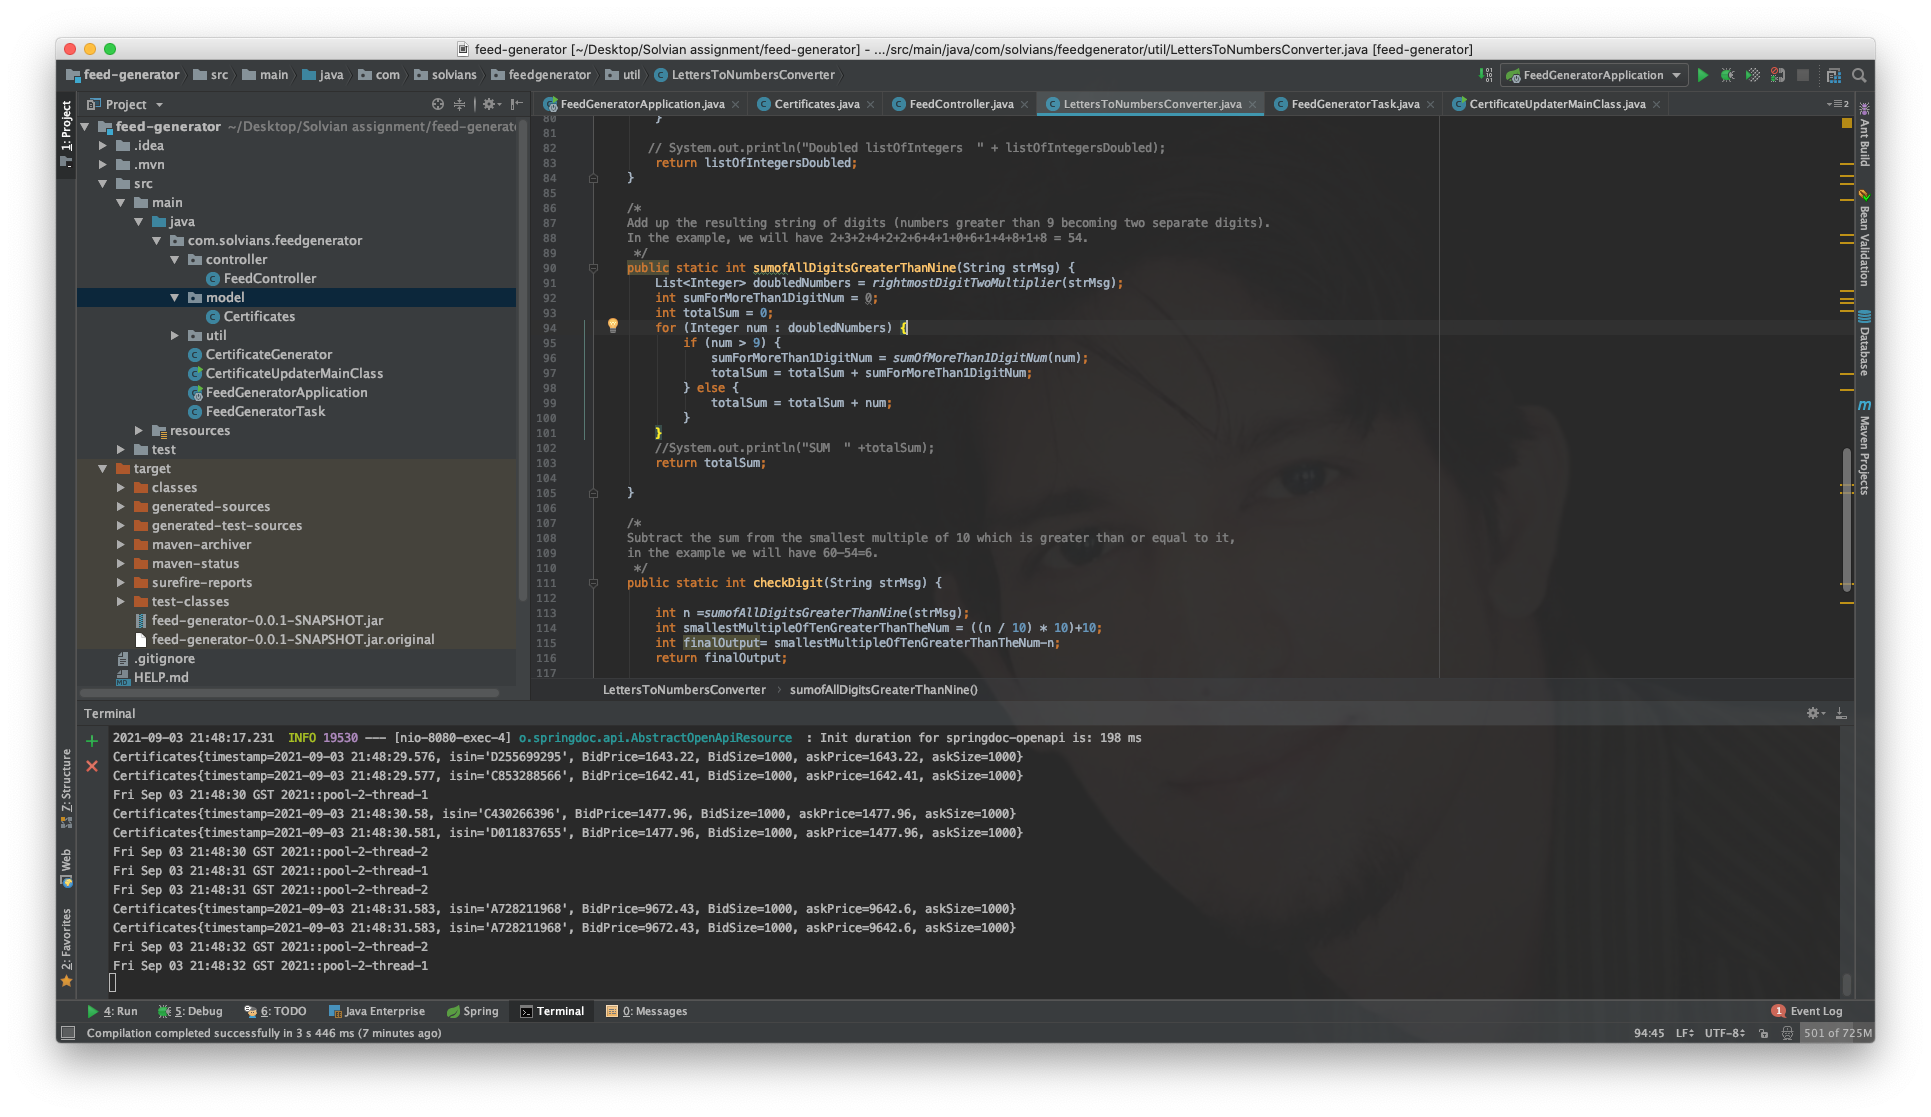 feed-generator [~/Desktop/Solvian assignment/feed-generator] - .../src/main/java/com/solvians/feedgenerator/util/LettersToNumbersConverter.java [feed-generator]
feed-generator src main java com solvians feedgenerator util LettersToNumbersConverter FeedGeneratorApplication
Project
FeedGeneratorApplication.java Certificates.java FeedController.java LettersToNumbersConverter.java FeedGeneratorTask.java CertificateUpdaterMainClass.java 2
1: Project
feed-generator ~/Desktop/Solvian assignment/feed-generat
.idea
.mvn
src
main
java
com.solvians.feedgenerator
controller
FeedController
model
Certificates
util
CertificateGenerator
CertificateUpdaterMainClass
FeedGeneratorApplication
FeedGeneratorTask
resources
test
target
classes
generated-sources
generated-test-sources
maven-archiver
maven-status
surefire-reports
test-classes
feed-generator-0.0.1-SNAPSHOT.jar
feed-generator-0.0.1-SNAPSHOT.jar.original
.gitignore
HELP.md
80 }
81
82 // System.out.println("Doubled listOfIntegers  " + listOfIntegersDoubled);
83 return listOfIntegersDoubled;
84 }
85
86 /*
87 Add up the resulting string of digits (numbers greater than 9 becoming two separate digits).
88 In the example, we will have 2+3+2+4+2+2+6+4+1+0+6+1+4+8+1+8 = 54.
89 */
90 public static int sumofAllDigitsGreaterThanNine(String strMsg) {
91 List<Integer> doubledNumbers = rightmostDigitTwoMultiplier(strMsg);
92 int sumForMoreThan1DigitNum = 0;
93 int totalSum = 0;
94 for (Integer num : doubledNumbers) {
95 if (num > 9) {
96 sumForMoreThan1DigitNum = sumOfMoreThan1DigitNum(num);
97 totalSum = totalSum + sumForMoreThan1DigitNum;
98 } else {
99 totalSum = totalSum + num;
100 }
101 }
102 //System.out.println("SUM  " +totalSum);
103 return totalSum;
104
105 }
106
107 /*
108 Subtract the sum from the smallest multiple of 10 which is greater than or equal to it,
109 in the example we will have 60–54=6.
110 */
111 public static int checkDigit(String strMsg) {
112
113 int n =sumofAllDigitsGreaterThanNine(strMsg);
114 int smallestMultipleOfTenGreaterThanTheNum = ((n / 10) * 10)+10;
115 int finalOutput= smallestMultipleOfTenGreaterThanTheNum-n;
116 return finalOutput;
117
LettersToNumbersConverter › sumofAllDigitsGreaterThanNine()
Ant Build
Bean Validation
Database
m Maven Projects
Terminal
2021-09-03 21:48:17.231  INFO 19530 --- [nio-8080-exec-4] o.springdoc.api.AbstractOpenApiResource  : Init duration for springdoc-openapi is: 198 ms
Certificates{timestamp=2021-09-03 21:48:29.576, isin='D255699295', BidPrice=1643.22, BidSize=1000, askPrice=1643.22, askSize=1000}
Certificates{timestamp=2021-09-03 21:48:29.577, isin='C853288566', BidPrice=1642.41, BidSize=1000, askPrice=1642.41, askSize=1000}
Fri Sep 03 21:48:30 GST 2021::pool-2-thread-1
Certificates{timestamp=2021-09-03 21:48:30.58, isin='C430266396', BidPrice=1477.96, BidSize=1000, askPrice=1477.96, askSize=1000}
Certificates{timestamp=2021-09-03 21:48:30.581, isin='D011837655', BidPrice=1477.96, BidSize=1000, askPrice=1477.96, askSize=1000}
Fri Sep 03 21:48:30 GST 2021::pool-2-thread-2
Fri Sep 03 21:48:31 GST 2021::pool-2-thread-1
Fri Sep 03 21:48:31 GST 2021::pool-2-thread-2
Certificates{timestamp=2021-09-03 21:48:31.583, isin='A728211968', BidPrice=9672.43, BidSize=1000, askPrice=9642.6, askSize=1000}
Certificates{timestamp=2021-09-03 21:48:31.583, isin='A728211968', BidPrice=9672.43, BidSize=1000, askPrice=9642.6, askSize=1000}
Fri Sep 03 21:48:32 GST 2021::pool-2-thread-2
Fri Sep 03 21:48:32 GST 2021::pool-2-thread-1
Z: Structure
Web
2: Favorites
4: Run 5: Debug 6: TODO Java Enterprise Spring Terminal 0: Messages 1 Event Log
Compilation completed successfully in 3 s 446 ms (7 minutes ago) 94:45 LF UTF-8 501 of 725M